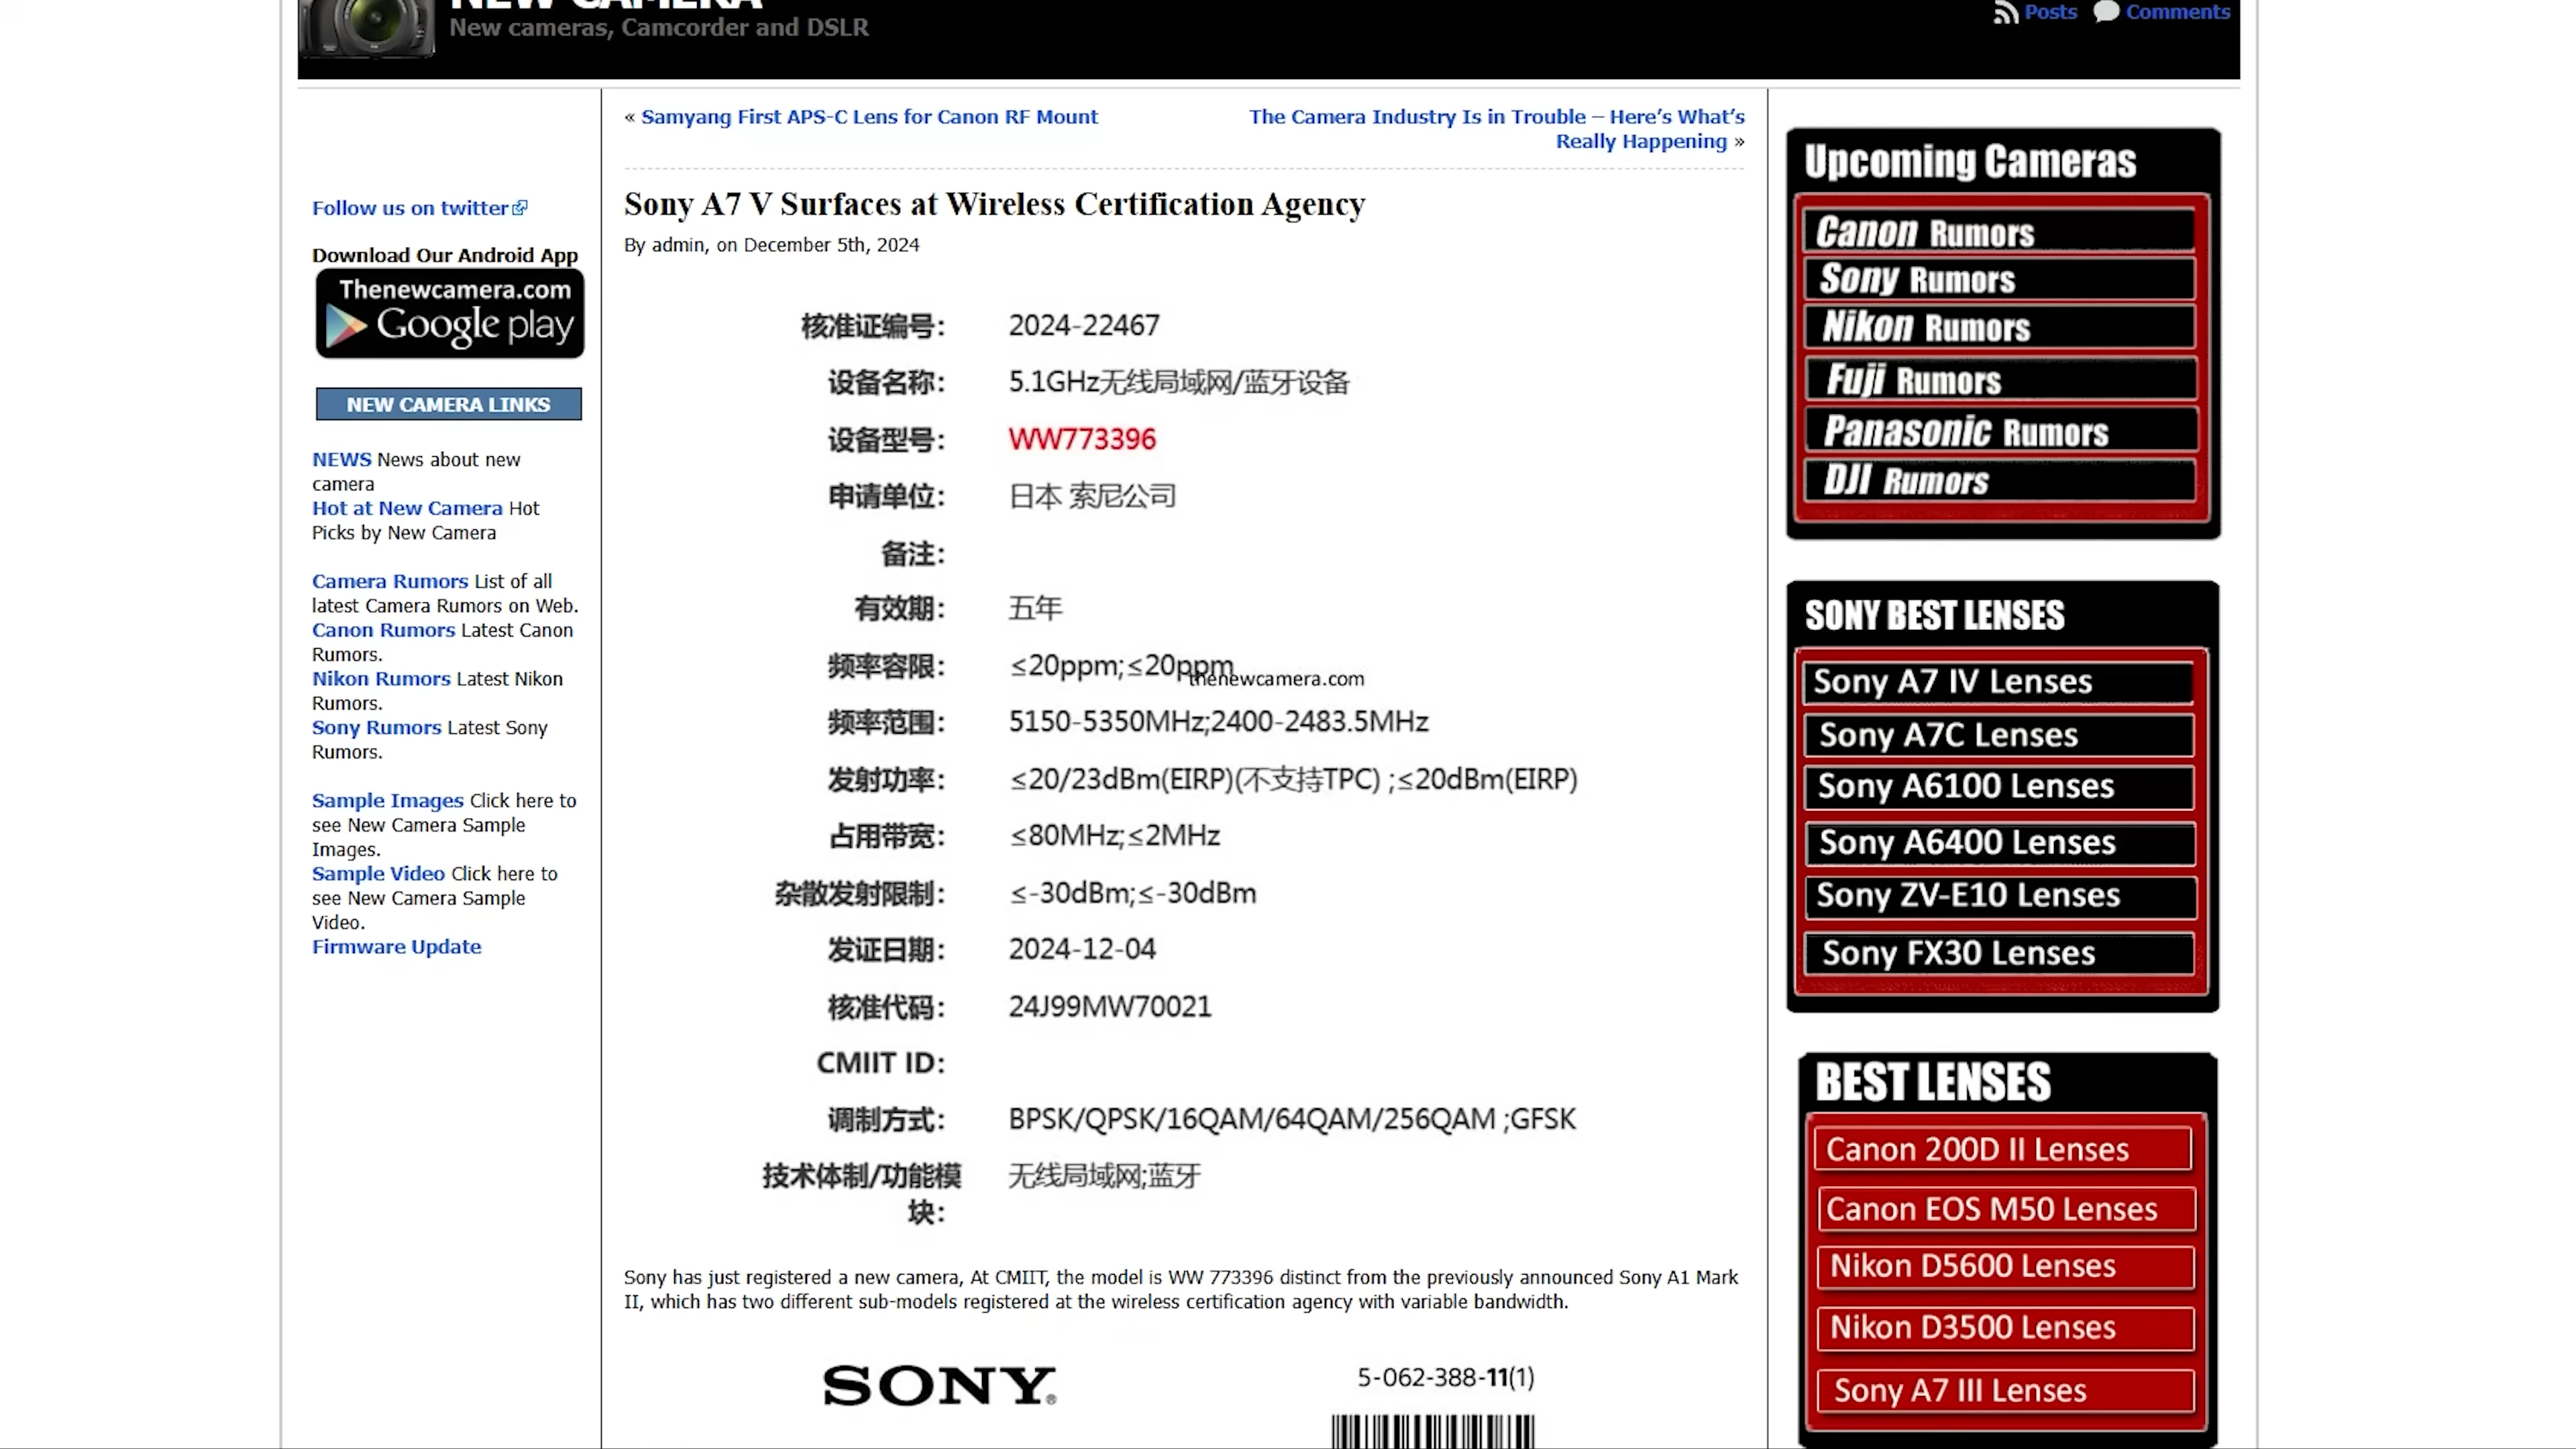 NEW CAMERA
New cameras, Camcorder and DSLR
Posts
Comments
« Samyang First APS-C Lens for Canon RF Mount
The Camera Industry Is in Trouble – Here’s What’s
Really Happening »
Follow us on twitter
Download Our Android App
Thenewcamera.com
Google play
NEW CAMERA LINKS
NEWS News about new
camera
Hot at New Camera Hot
Picks by New Camera
Camera Rumors List of all
latest Camera Rumors on Web.
Canon Rumors Latest Canon
Rumors.
Nikon Rumors Latest Nikon
Rumors.
Sony Rumors Latest Sony
Rumors.
Sample Images Click here to
see New Camera Sample
Images.
Sample Video Click here to
see New Camera Sample
Video.
Firmware Update
Sony A7 V Surfaces at Wireless Certification Agency
By admin, on December 5th, 2024
核准证编号: 2024-22467
设备名称: 5.1GHz无线局域网/蓝牙设备
设备型号: WW773396
申请单位: 日本 索尼公司
备注:
有效期: 五年
频率容限: ≤20ppm;≤20ppm
thenewcamera.com
频率范围: 5150-5350MHz;2400-2483.5MHz
发射功率: ≤20/23dBm(EIRP)(不支持TPC) ;≤20dBm(EIRP)
占用带宽: ≤80MHz;≤2MHz
杂散发射限制: ≤-30dBm;≤-30dBm
发证日期: 2024-12-04
核准代码: 24J99MW70021
CMIIT ID:
调制方式: BPSK/QPSK/16QAM/64QAM/256QAM ;GFSK
技术体制/功能模 无线局域网;蓝牙
块:
Sony has just registered a new camera, At CMIIT, the model is WW 773396 distinct from the previously announced Sony A1 Mark
II, which has two different sub-models registered at the wireless certification agency with variable bandwidth.
SONY®
5-062-388-11(1)
Upcoming Cameras
Canon Rumors
Sony Rumors
Nikon Rumors
Fuji Rumors
Panasonic Rumors
DJI Rumors
SONY BEST LENSES
Sony A7 IV Lenses
Sony A7C Lenses
Sony A6100 Lenses
Sony A6400 Lenses
Sony ZV-E10 Lenses
Sony FX30 Lenses
BEST LENSES
Canon 200D II Lenses
Canon EOS M50 Lenses
Nikon D5600 Lenses
Nikon D3500 Lenses
Sony A7 III Lenses